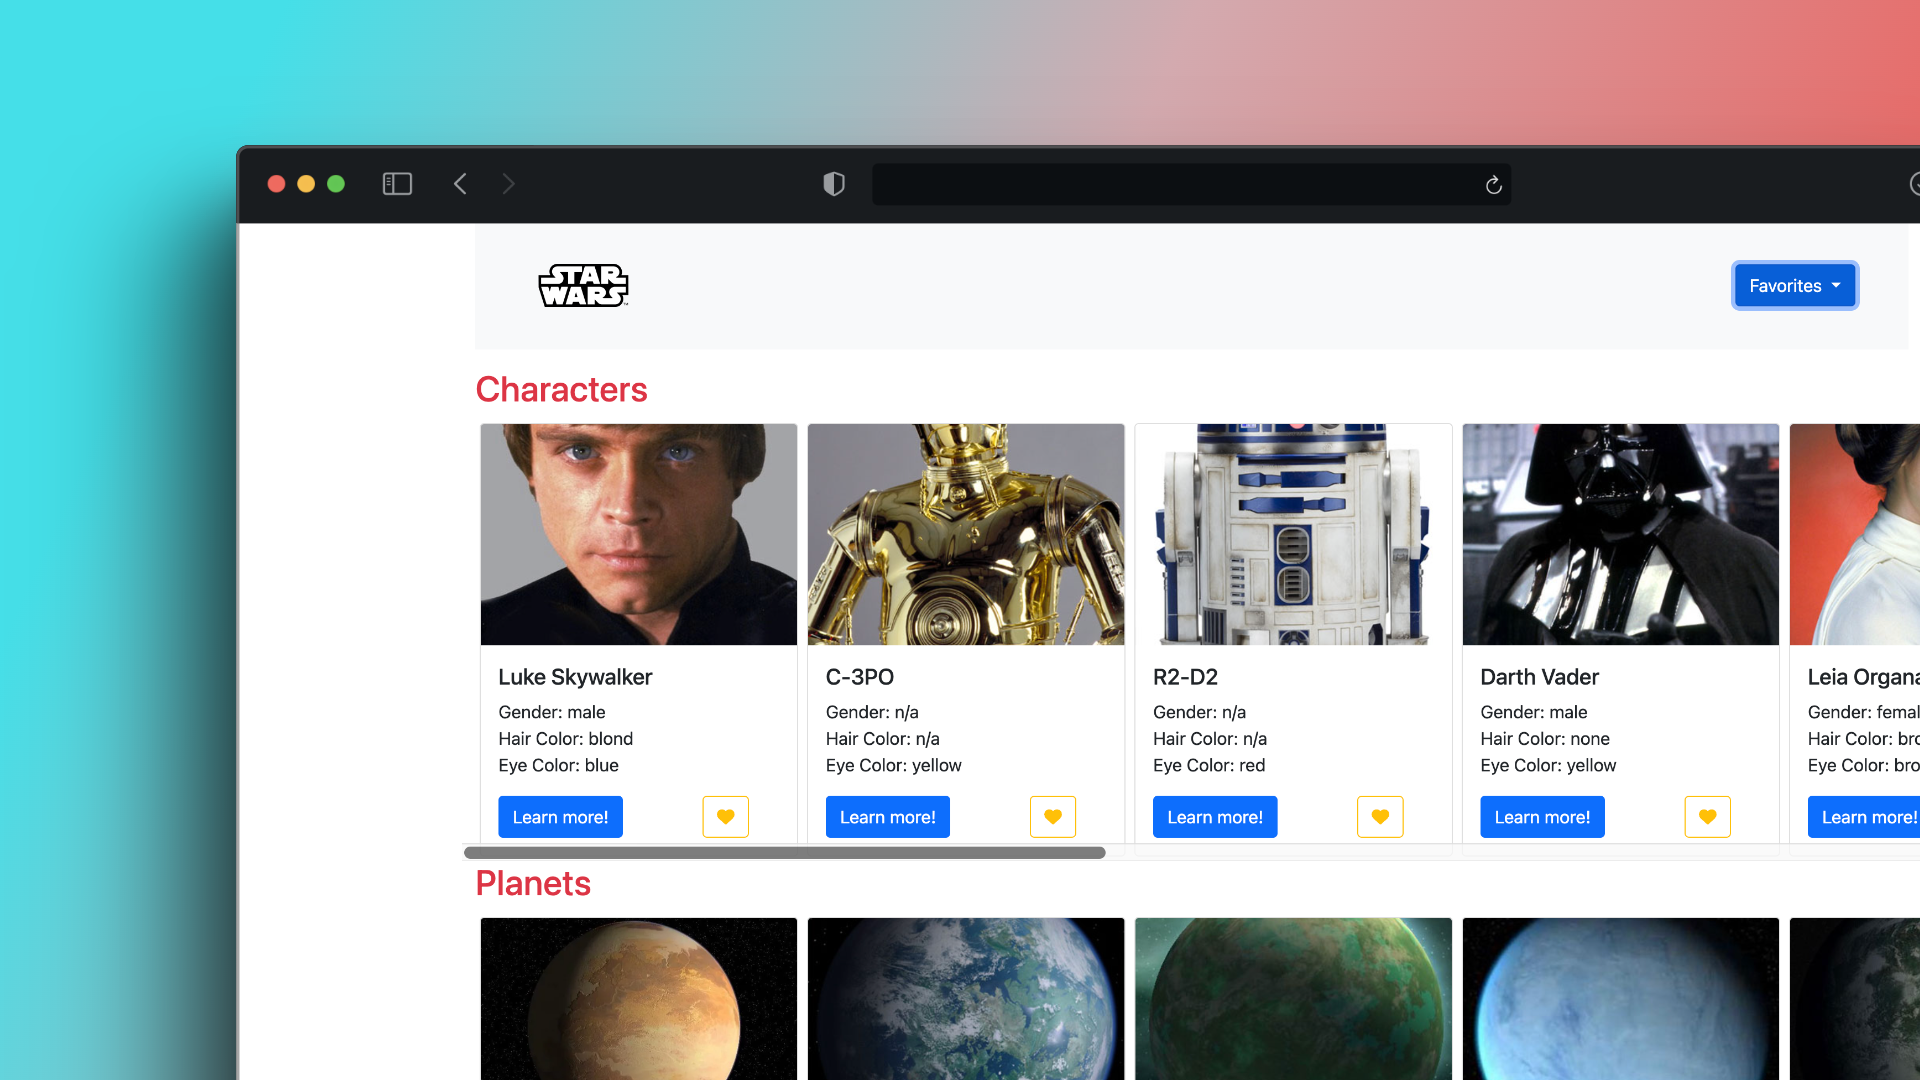 STAR
WARS
Favorites
Characters
Luke Skywalker
Gender: male
Hair Color: blond
Eye Color: blue
Learn more!
C-3PO
Gender: n/a
Hair Color: n/a
Eye Color: yellow
Learn more!
R2-D2
Gender: n/a
Hair Color: n/a
Eye Color: red
Learn more!
Darth Vader
Gender: male
Hair Color: none
Eye Color: yellow
Learn more!
Leia Organa
Gender: femal
Hair Color: bro
Eye Color: bro
Learn more!
Planets